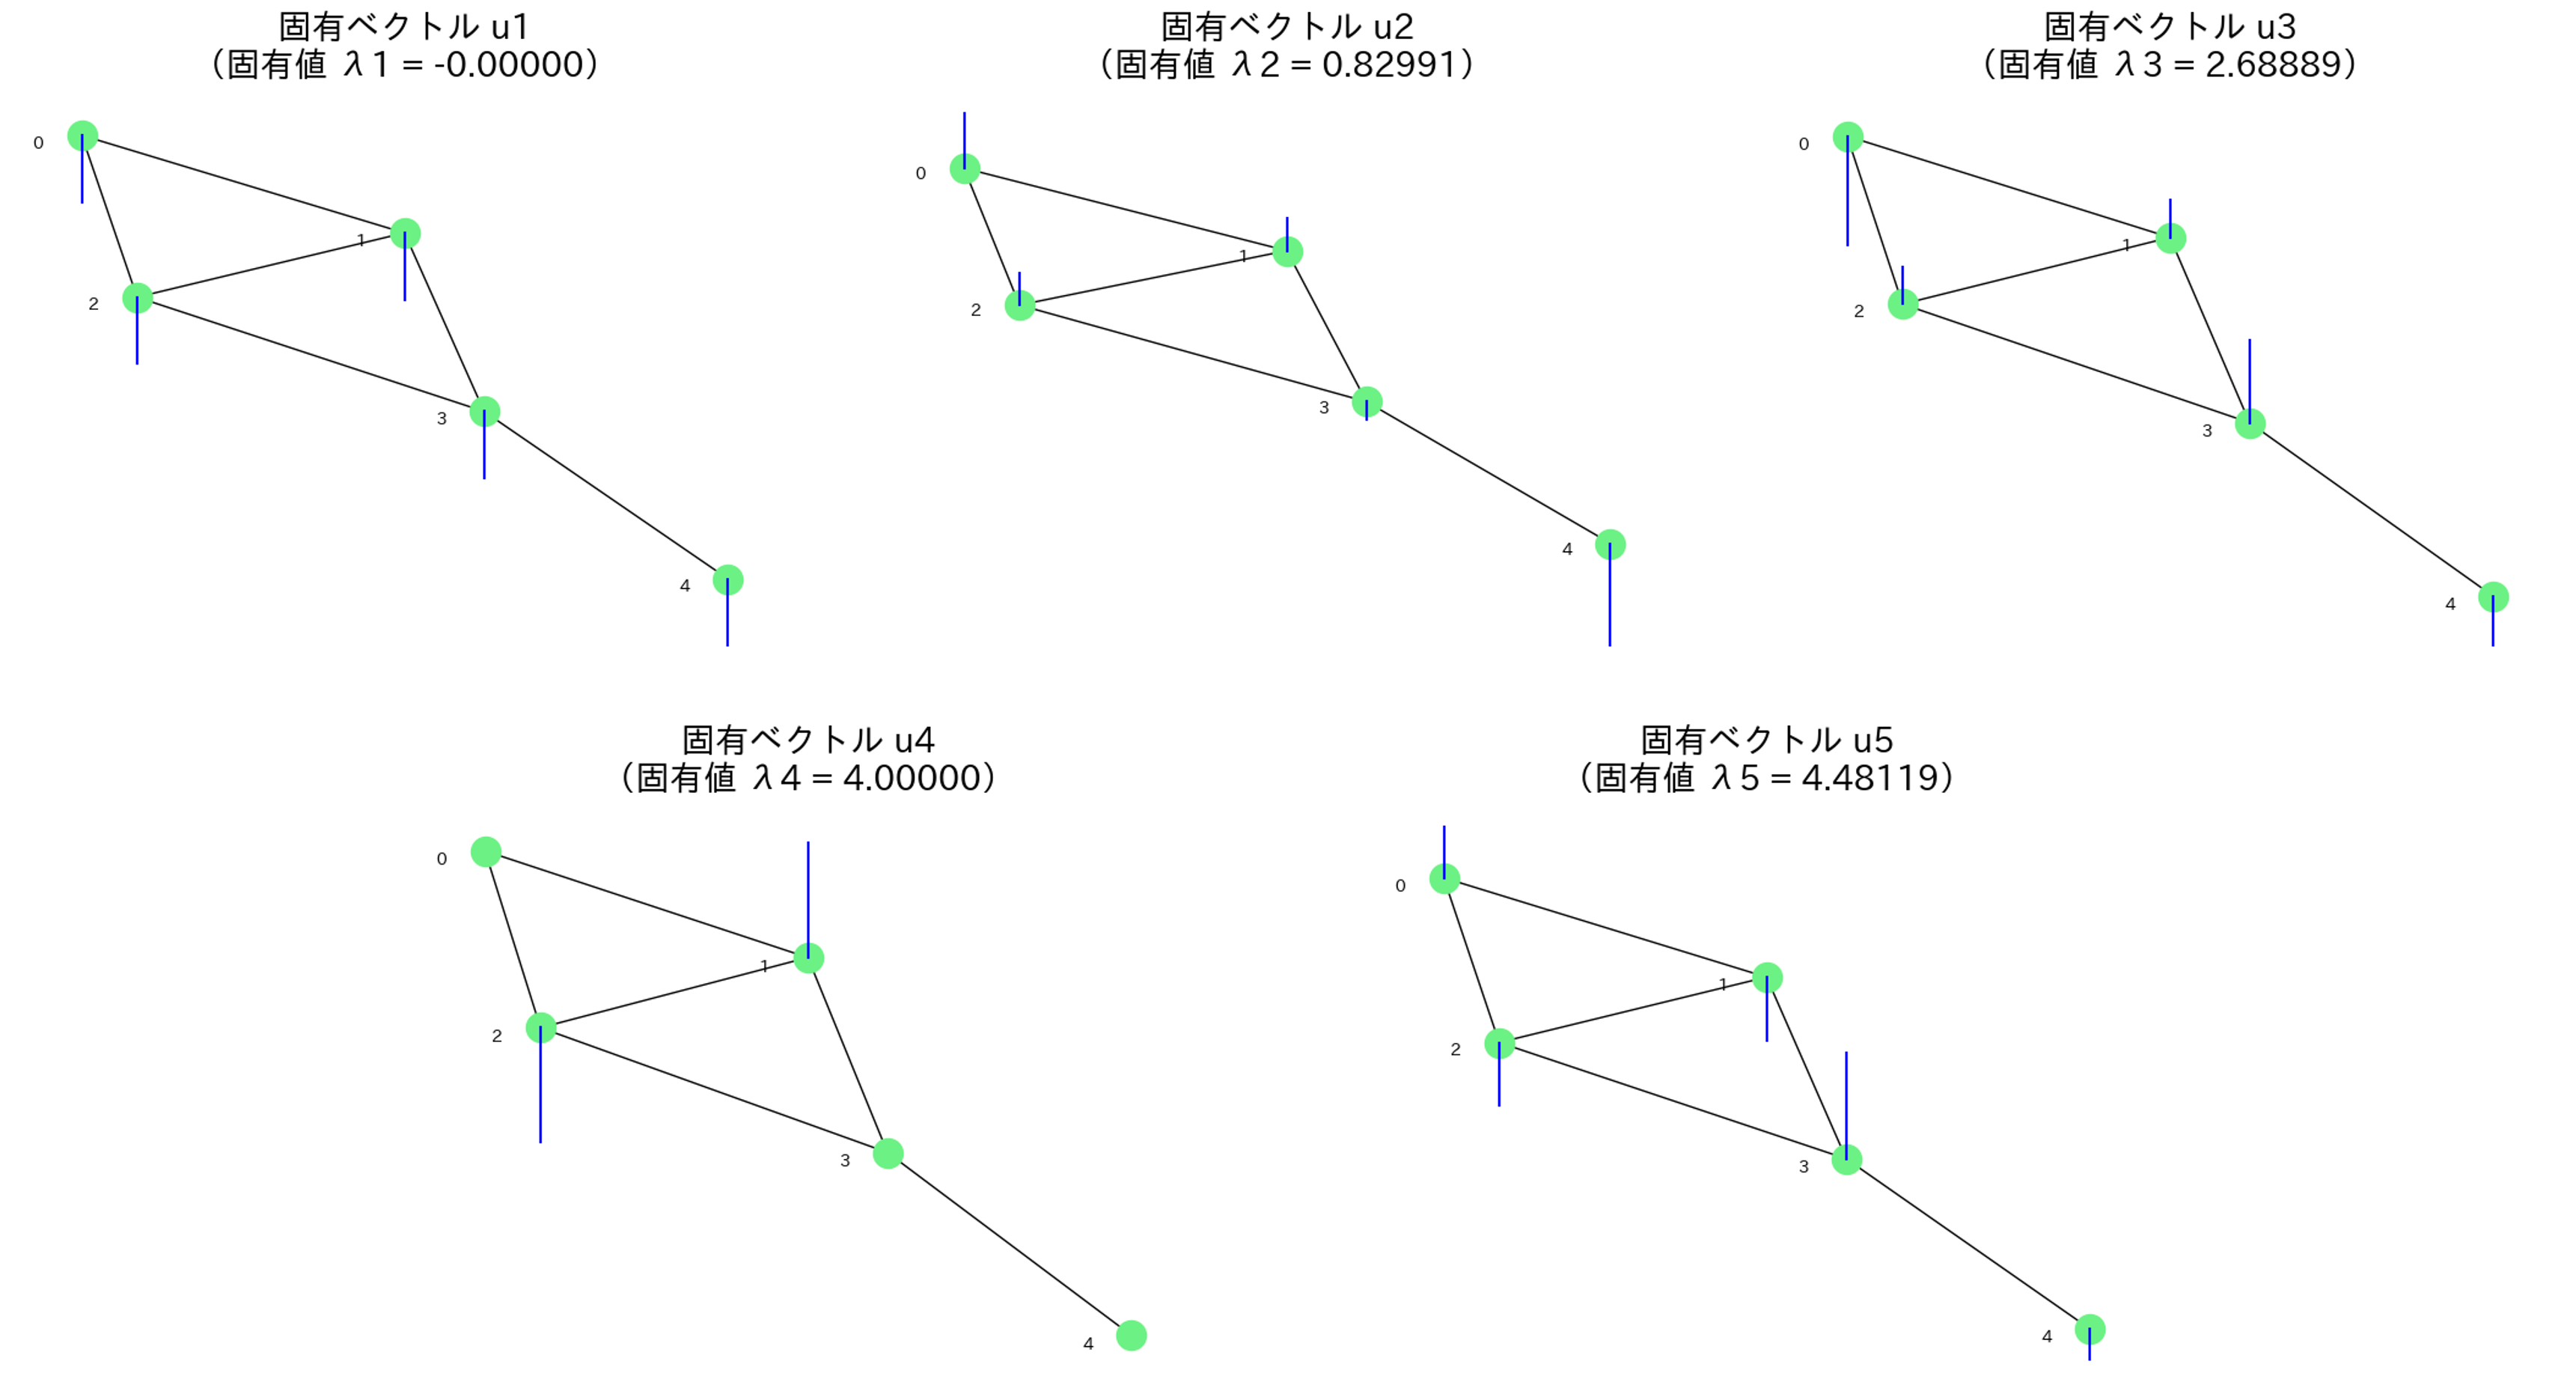 固有ベクトル u1
（固有値 λ1 = -0.00000）
0
1
2
3
4
固有ベクトル u2
（固有値 λ2 = 0.82991）
0
1
2
3
4
固有ベクトル u3
（固有値 λ3 = 2.68889）
0
1
2
3
4
固有ベクトル u4
（固有値 λ4 = 4.00000）
0
1
2
3
4
固有ベクトル u5
（固有値 λ5 = 4.48119）
0
1
2
3
4